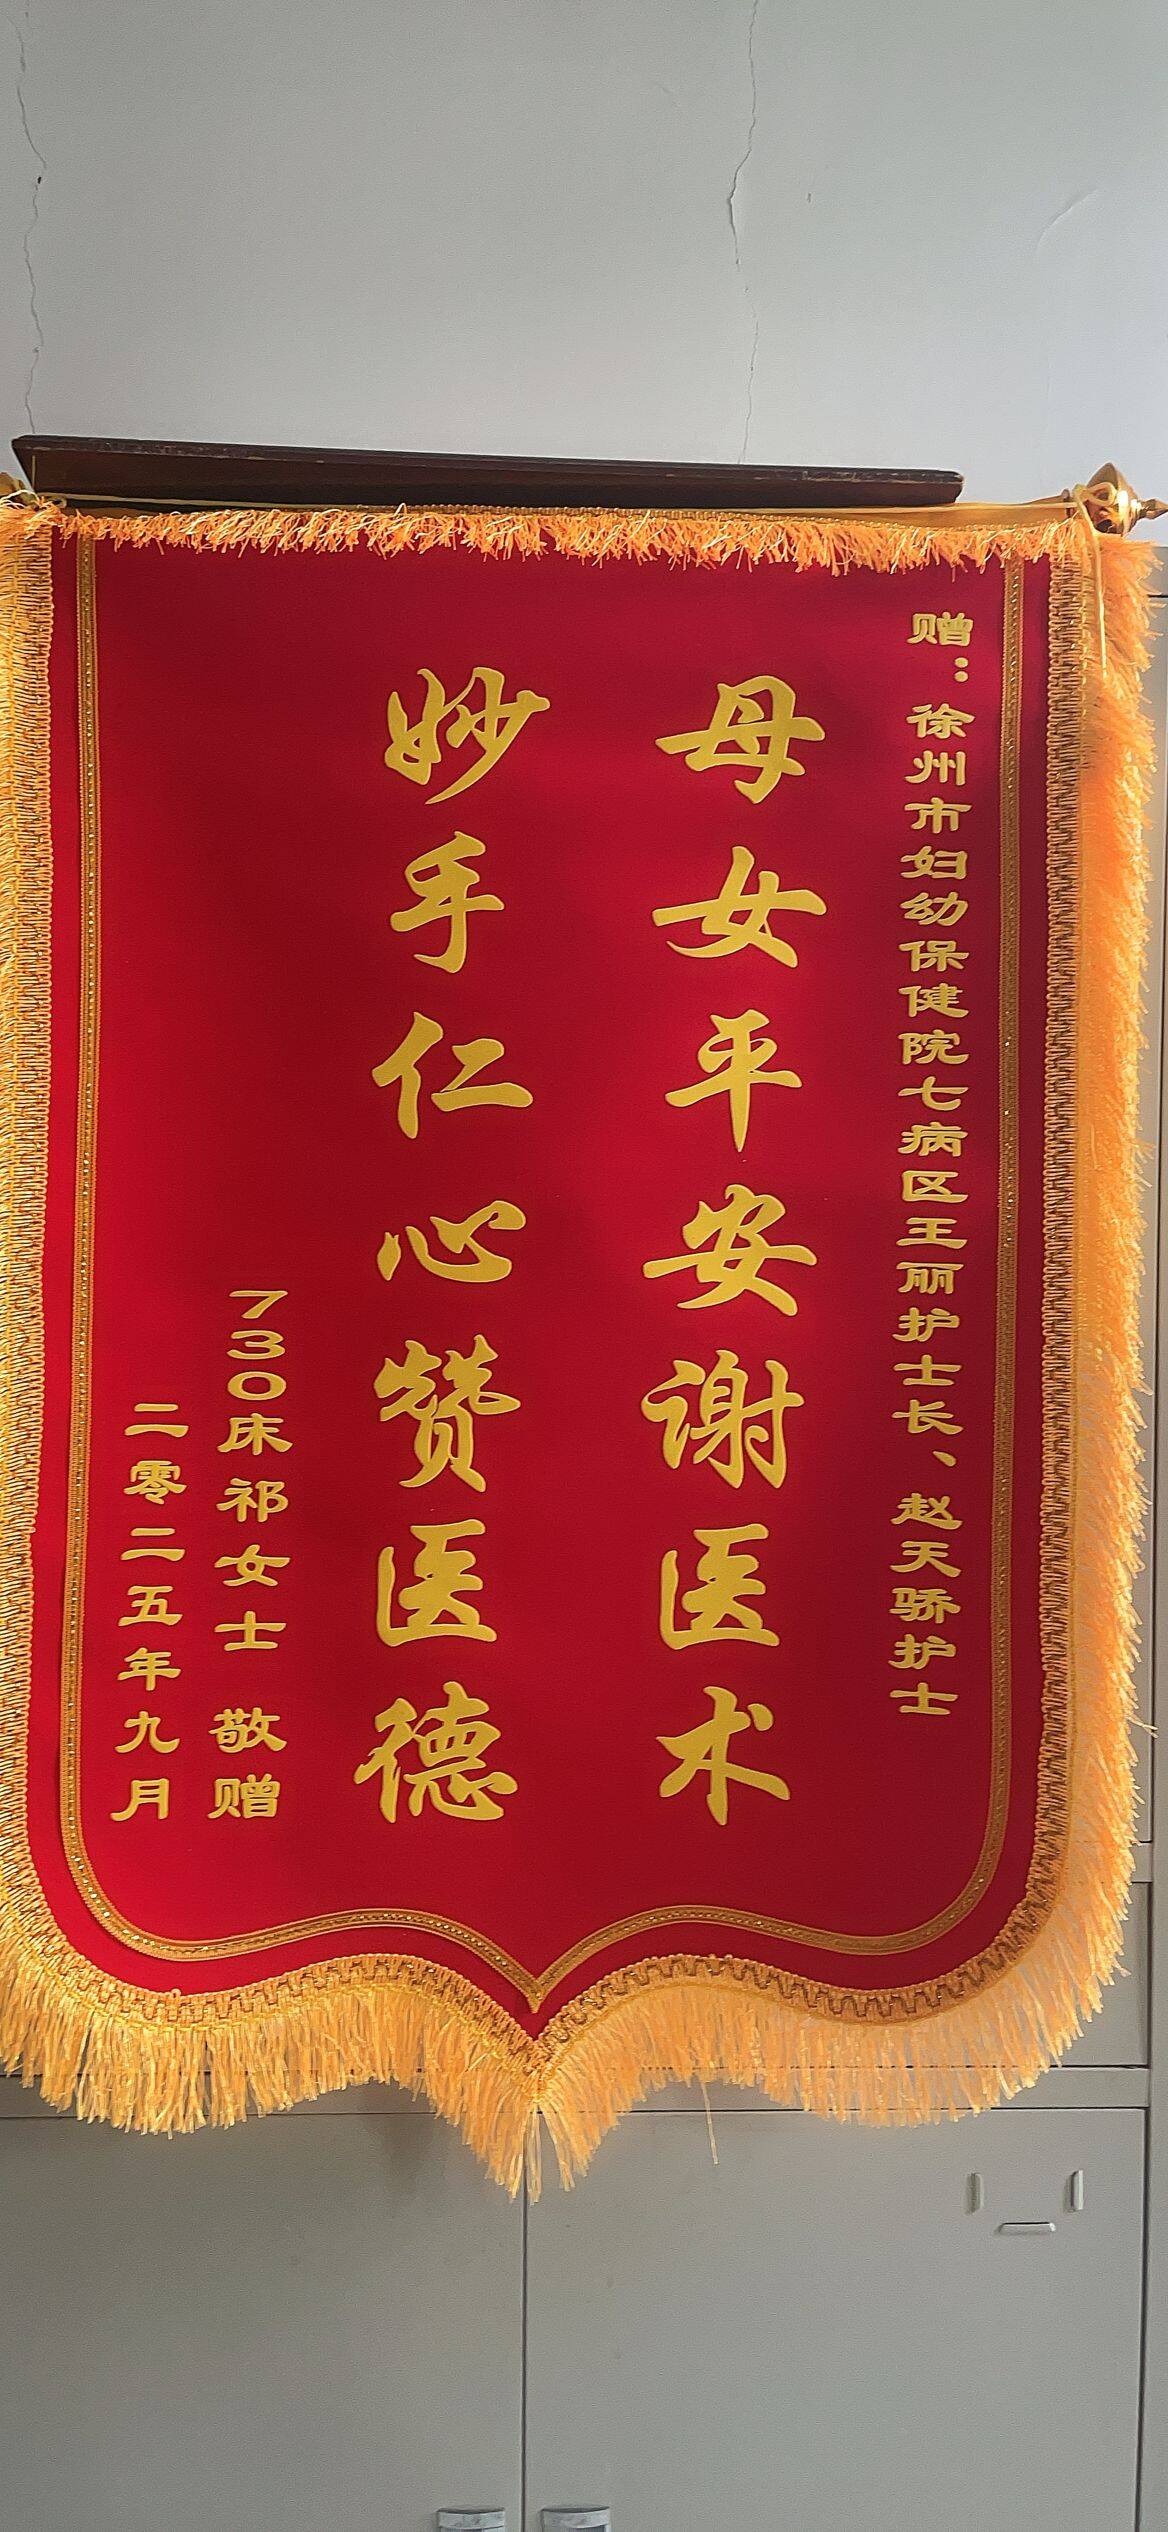 赠：徐州市妇幼保健院七病区王丽护士长、赵天骄护士
母女平安谢医术
妙手仁心赞医德
730床祁女士 敬赠
二零二五年九月